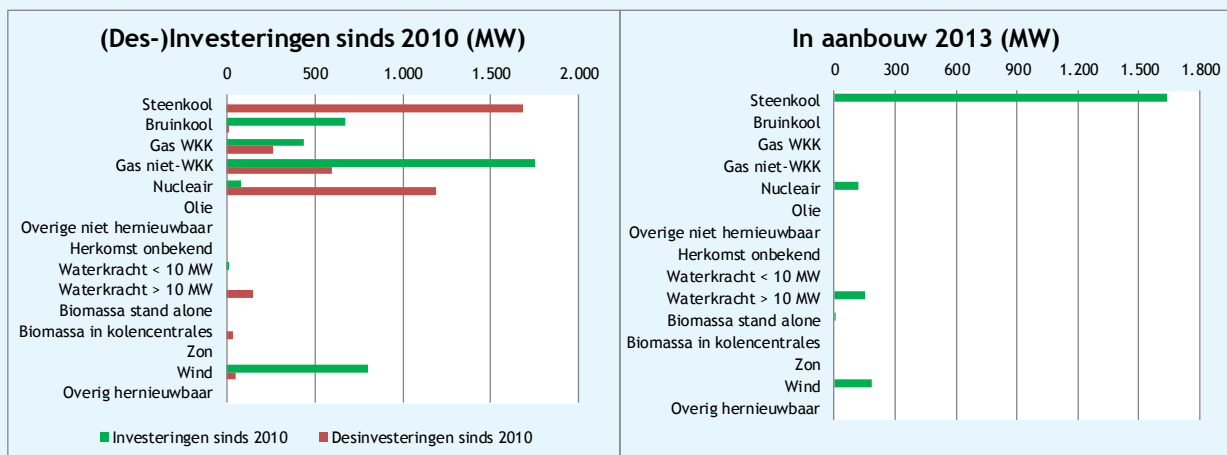 (Des-)Investeringen sinds 2010 (MW)
0 500 1.000 1.500 2.000
Steenkool
Bruinkool
Gas WKK
Gas niet-WKK
Nucleair
Olie
Overige niet hernieuwbaar
Herkomst onbekend
Waterkracht < 10 MW
Waterkracht > 10 MW
Biomassa stand alone
Biomassa in kolencentrales
Zon
Wind
Overig hernieuwbaar
Investeringen sinds 2010 Desinvesteringen sinds 2010
In aanbouw 2013 (MW)
0 300 600 900 1.200 1.500 1.800
Steenkool
Bruinkool
Gas WKK
Gas niet-WKK
Nucleair
Olie
Overige niet hernieuwbaar
Herkomst onbekend
Waterkracht < 10 MW
Waterkracht > 10 MW
Biomassa stand alone
Biomassa in kolencentrales
Zon
Wind
Overig hernieuwbaar